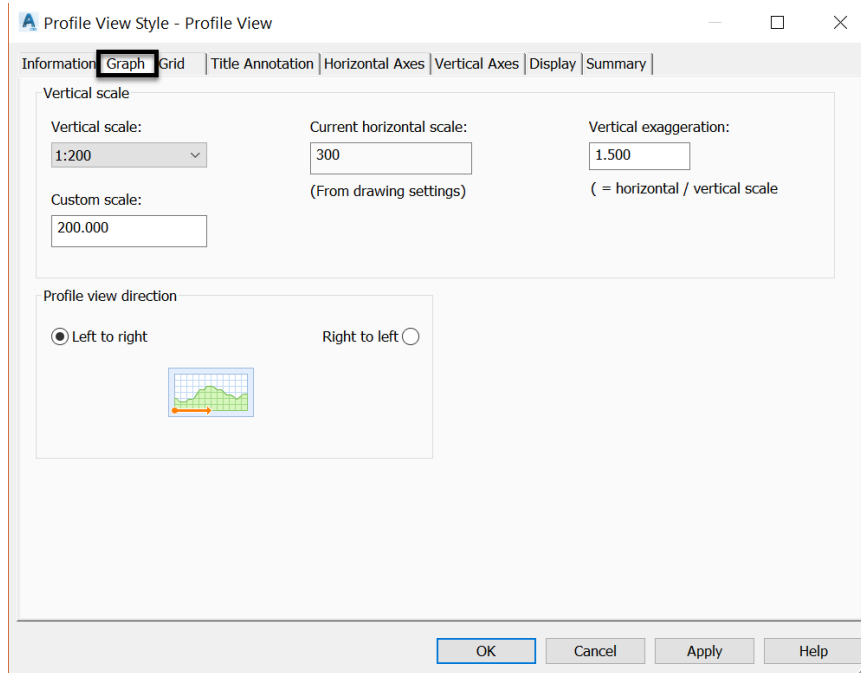 Profile View Style - Profile View
Information Graph Grid Title Annotation Horizontal Axes Vertical Axes Display Summary
Vertical scale
Vertical scale: Current horizontal scale: Vertical exaggeration:
1:200 300 1.500
(From drawing settings) ( = horizontal / vertical scale
Custom scale:
200.000
Profile view direction
Left to right Right to left
OK Cancel Apply Help